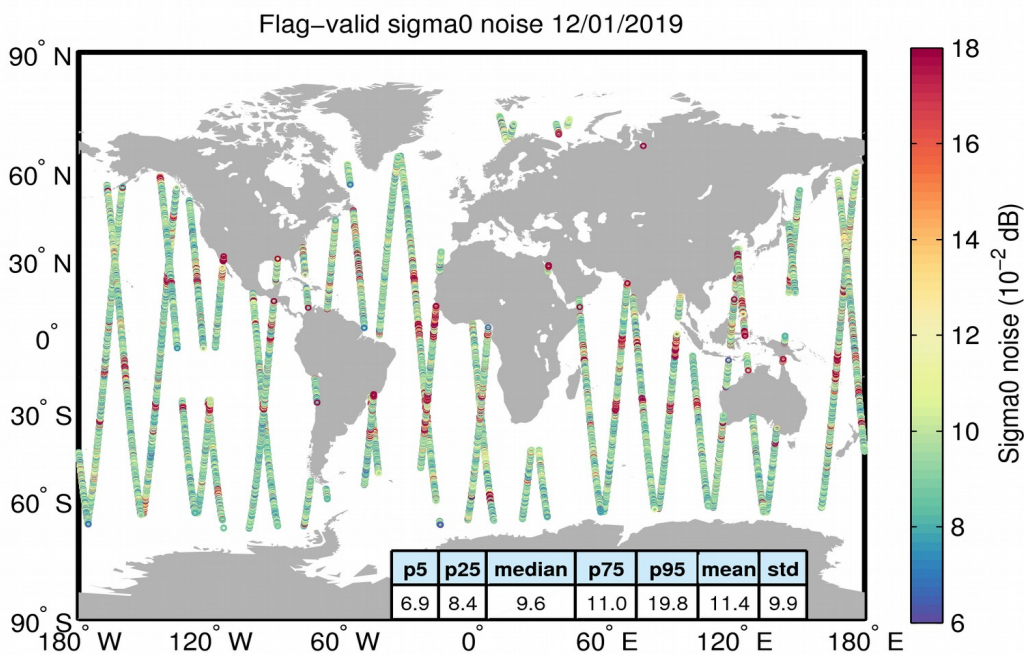 Flag−valid sigma0 noise 12/01/2019
90° N
60° N
30° N
0°
30° S
60° S
90° S
180° W
120° W
60° W
0°
60° E
120° E
180° E
p5 p25 median p75 p95 mean std
6.9 8.4 9.6 11.0 19.8 11.4 9.9
18
16
14
12
10
8
6
Sigma0 noise (10⁻² dB)